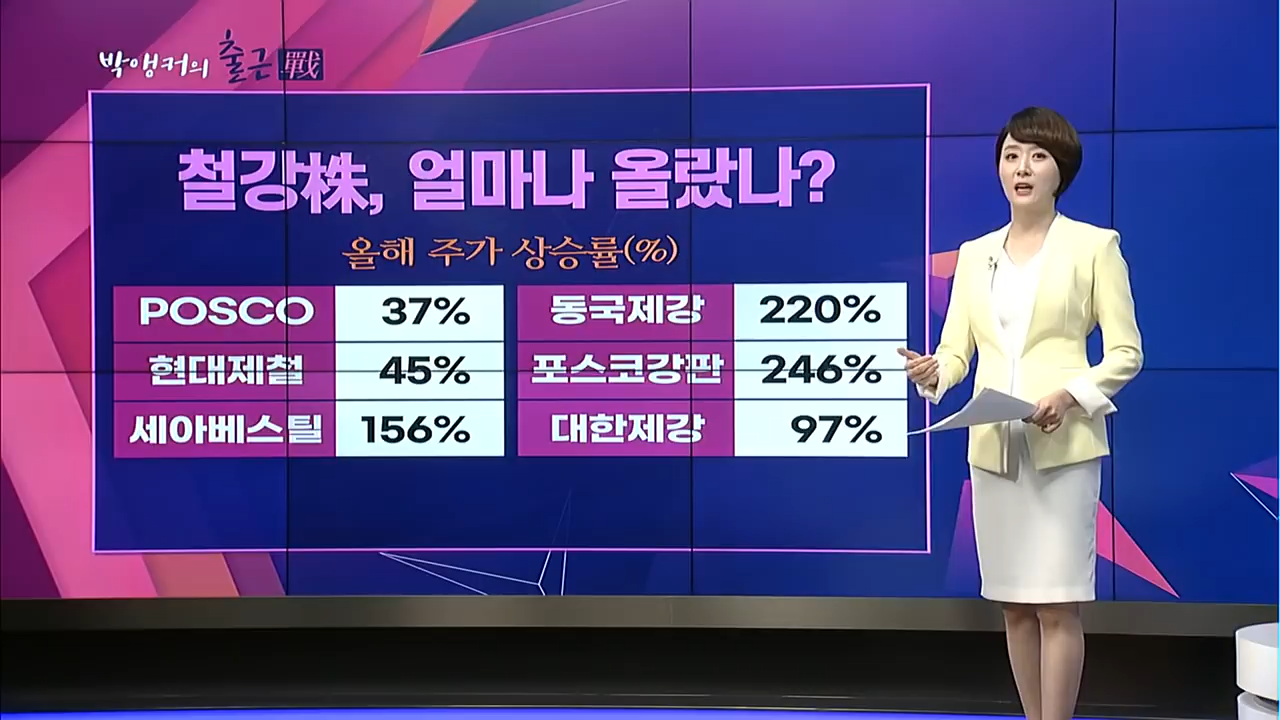 박앵커의 출근戰
철강株, 얼마나 올랐나?
올해 주가 상승률(%)
POSCO 37% 동국제강 220%
현대제철 45% 포스코강판 246%
세아베스틸 156% 대한제강 97%